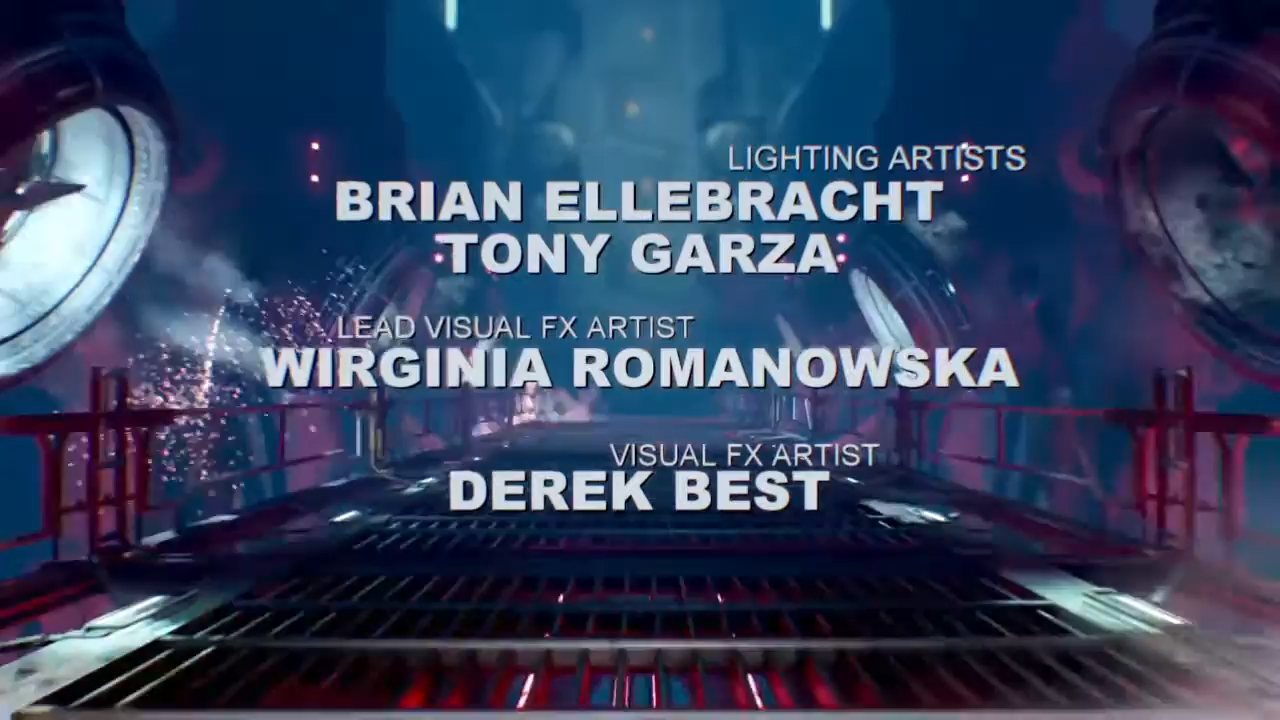 LIGHTING ARTISTS
BRIAN ELLEBRACHT
TONY GARZA
LEAD VISUAL FX ARTIST
WIRGINIA ROMANOWSKA
VISUAL FX ARTIST
DEREK BEST